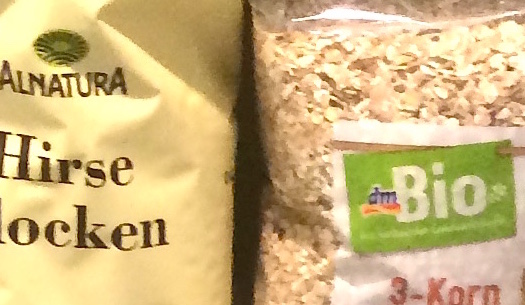 ALNATURA
Hirse
locken
dm Bio
3-Korn